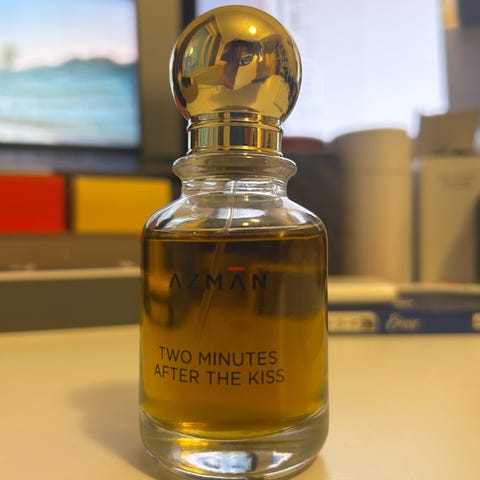 AZMAN
TWO MINUTES
AFTER THE KISS